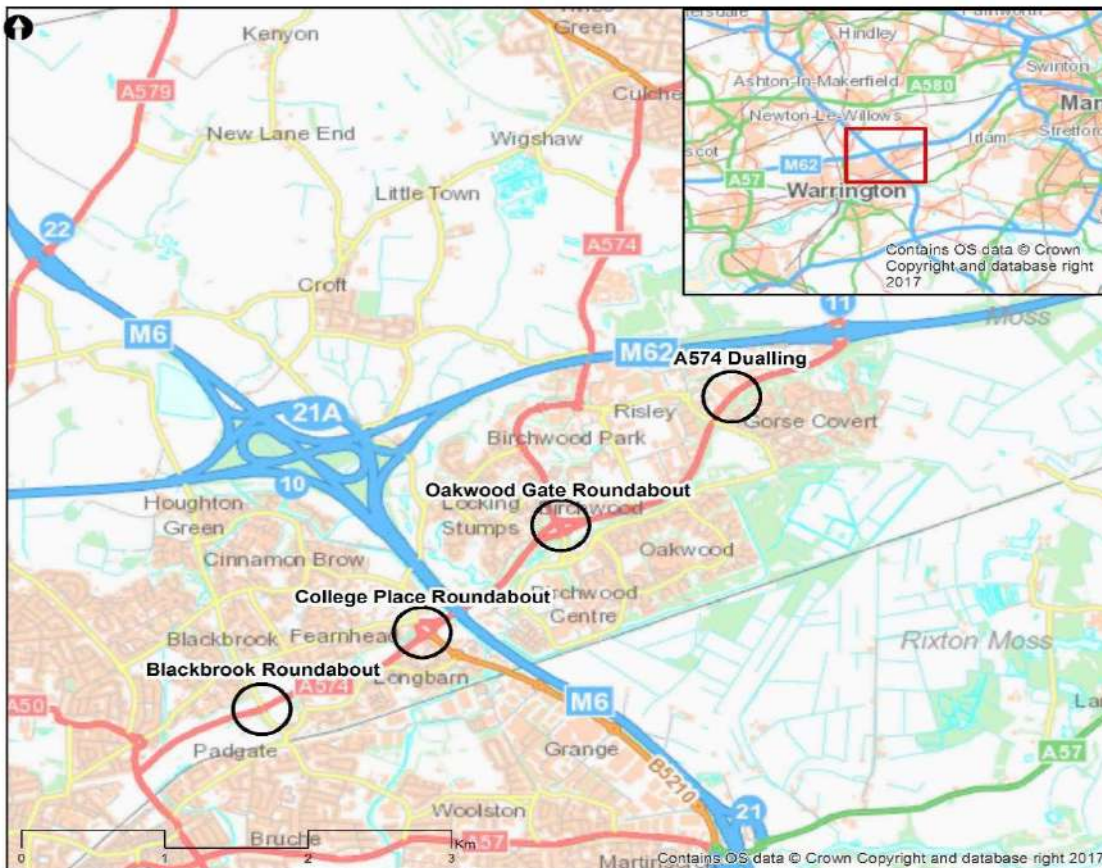 Green
Kenyon
A579
Culche
New Lane End
Wigshaw
Little Town
22
A574
Croft
M6
11
Moss
M62
A574 Dualling
21A
Risley
Gorse Covert
Birchwood Park
10
Oakwood Gate Roundabout
Houghton
Green
Locking
Stumps
Birchwood
Cinnamon Brow
Oakwood
College Place Roundabout
Birchwood
Centre
Blackbrook
Fearnhead
Rixton Moss
Blackbrook Roundabout
A574
Longbarn
M6
A50
Padgate
Grange
B5210
A57
Woolston
21
Bruche
A57
0 1 2 3
Km
Contains OS data © Crown Copyright and database right 2017
Hindley
Swinton
Ashton-In-Makerfield
A580
Man
Newton-Le-Willows
Irlam
Stretford
scot
M62
A57
Warrington
Contains OS data © Crown
Copyright and database right
2017